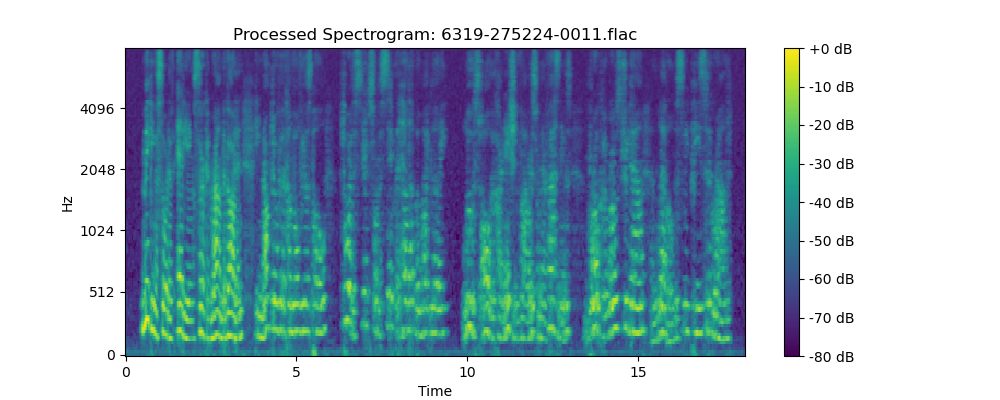 Processed Spectrogram: 6319-275224-0011.flac
+0 dB
4096
-10 dB
-20 dB
2048
-30 dB
Hz
1024
-40 dB
-50 dB
512
-60 dB
-70 dB
0
-80 dB
0
5
10
15
Time